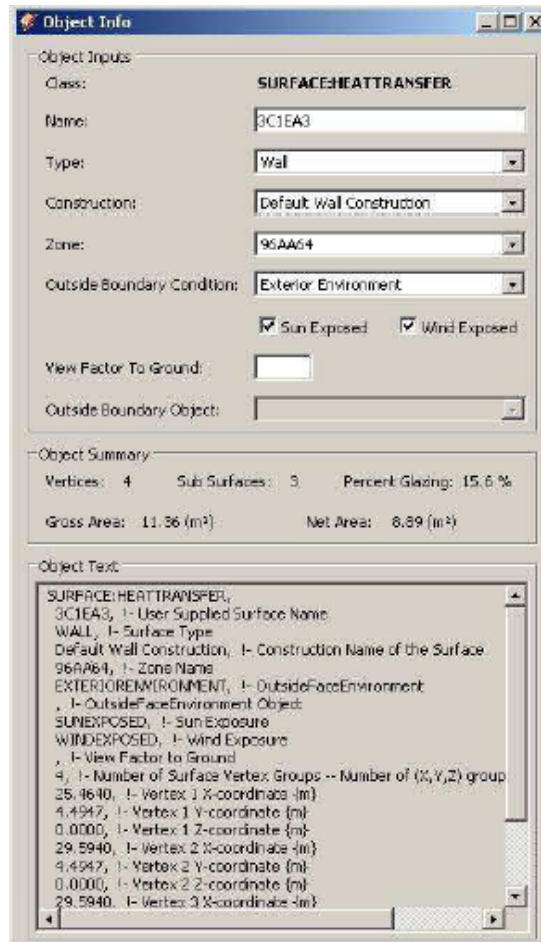 Object Info
Object Inputs
Class: SURFACE:HEATTRANSFER
Name: 3C1EA3
Type: Wall
Construction: Default Wall Construction
Zone: 96AA64
Outside Boundary Condition: Exterior Environment
Sun Exposed Wind Exposed
View Factor To Ground:
Outside Boundary Object:
Object Summary
Vertices: 4 Sub Surfaces: 3 Percent Glazing: 15.6 %
Gross Area: 11.36 (m²) Net Area: 8.89 (m²)
Object Text
SURFACE:HEATTRANSFER,
3C1EA3, !- User Supplied Surface Name
WALL, !- Surface Type
Default Wall Construction, !- Construction Name of the Surface
96AA64, !- Zone Name
EXTERIORENVIRONMENT, !- OutsideFaceEnvironment
, !- OutsideFaceEnvironment Object
SUNEXPOSED, !- Sun Exposure
WINDEXPOSED, !- Wind Exposure
, !- View Factor to Ground
4, !- Number of Surface Vertex Groups -- Number of (X,Y,Z) group
25.4640, !- Vertex 1 X-coordinate {m}
4.4947, !- Vertex 1 Y-coordinate {m}
0.0000, !- Vertex 1 Z-coordinate {m}
29.5940, !- Vertex 2 X-coordinate {m}
4.4947, !- Vertex 2 Y-coordinate {m}
0.0000, !- Vertex 2 Z-coordinate {m}
29.5940, !- Vertex 3 X-coordinate {m}